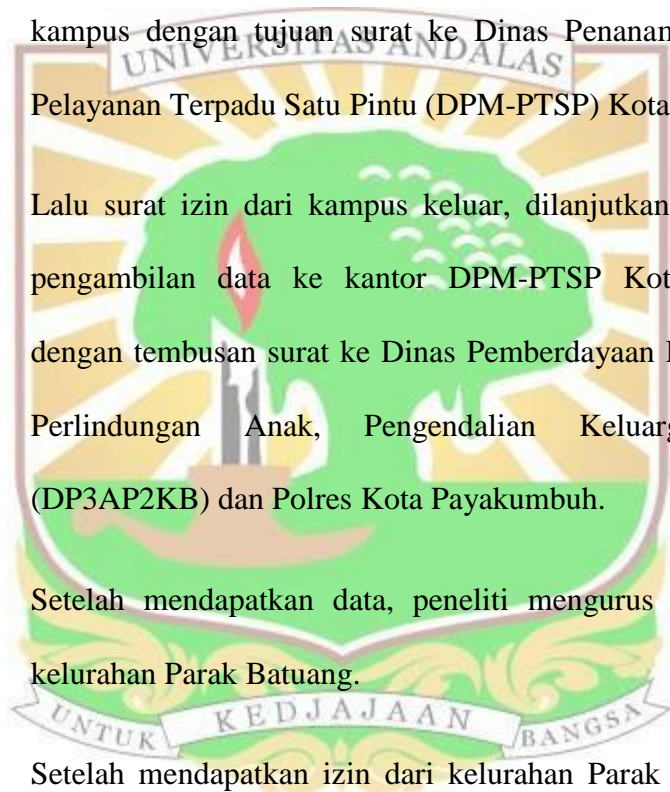 kampus dengan tujuan surat ke Dinas
UNIVERSITAS ANDALAS
Pelayanan Terpadu Satu Pintu (DPM-PTSP) Kota
Lalu surat izin dari kampus keluar, dilanjutkan
pengambilan data ke kantor DPM-PTSP
dengan tembusan surat ke Dinas Pemberdayaan
Perlindungan Anak, Pengendalian
(DP3AP2KB) dan Polres Kota Payakumbuh.
Setelah mendapatkan data, peneliti mengurus
kelurahan Parak Batuang.
UNTUK KEDJAJAAN BANGSA
Setelah mendapatkan izin dari kelurahan Parak